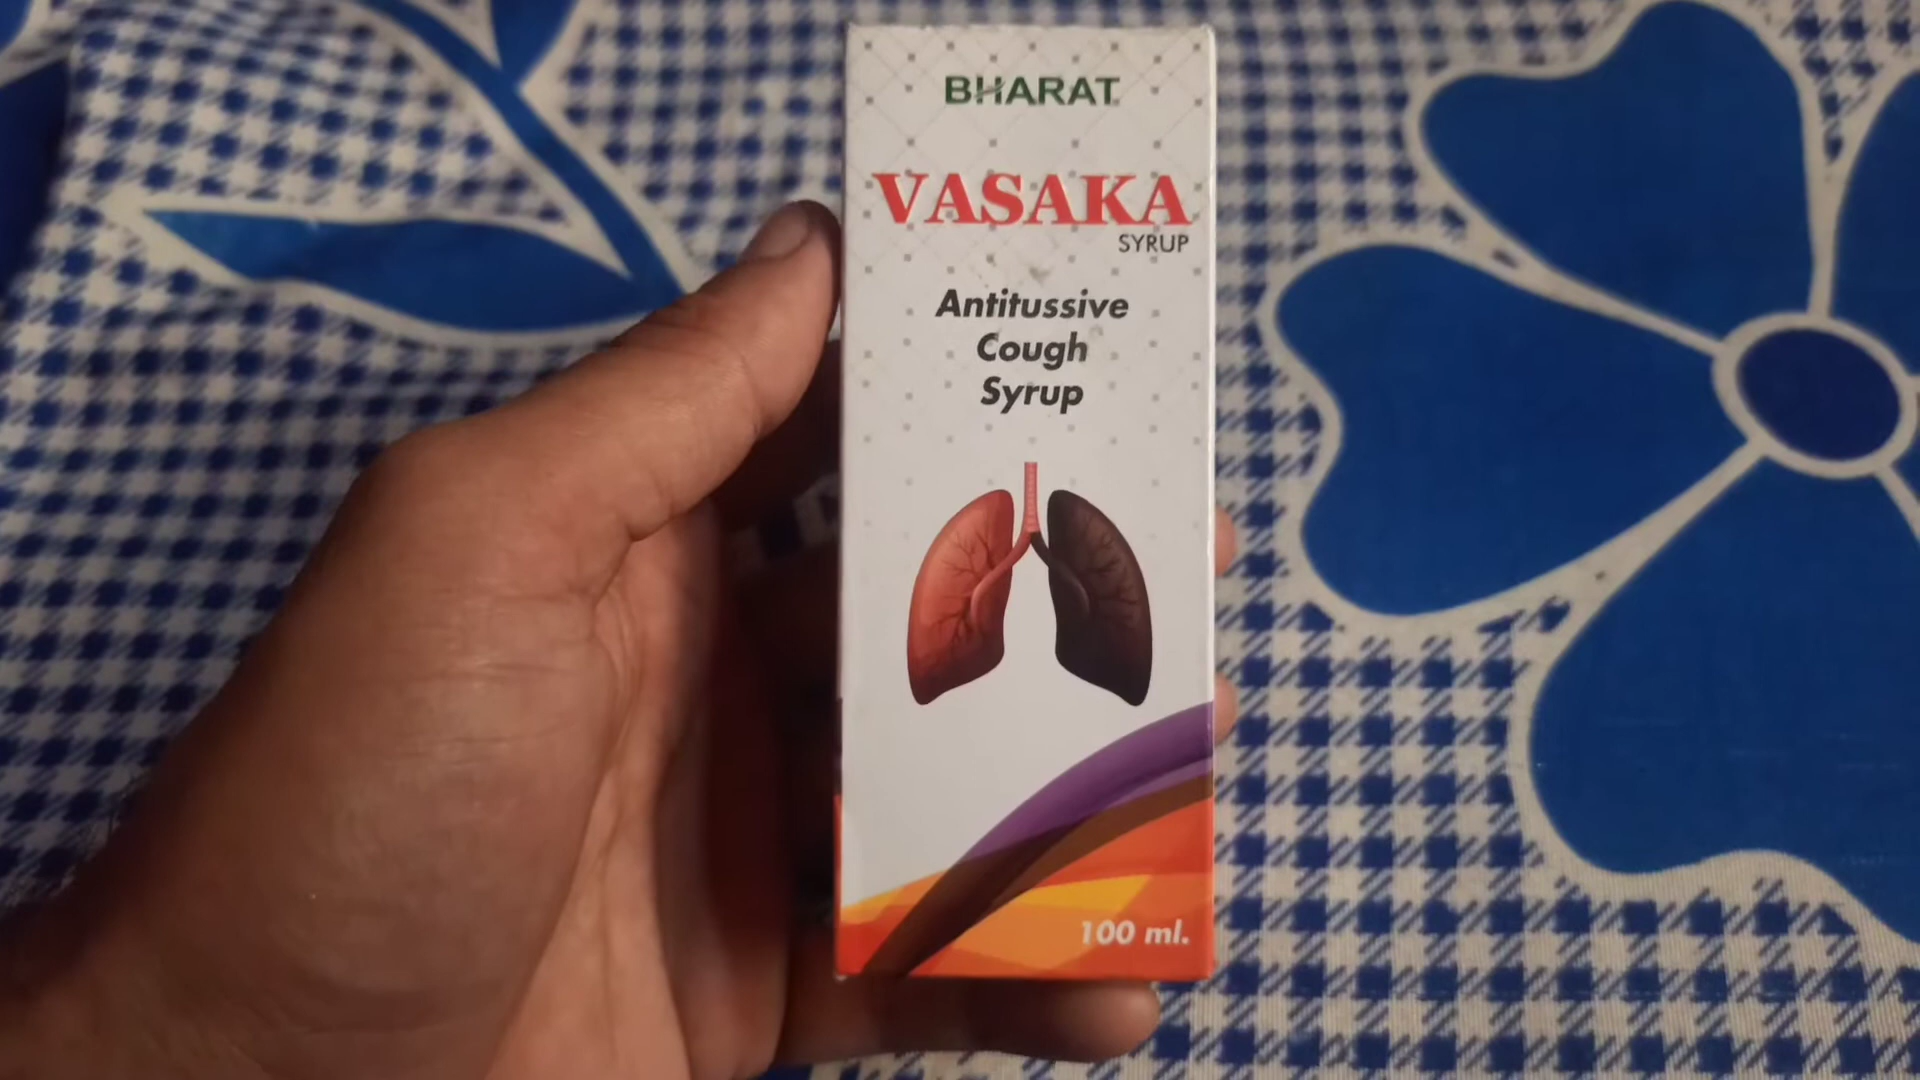 BHARAT
VASAKA
SYRUP
Antitussive
Cough
Syrup
100 ml.